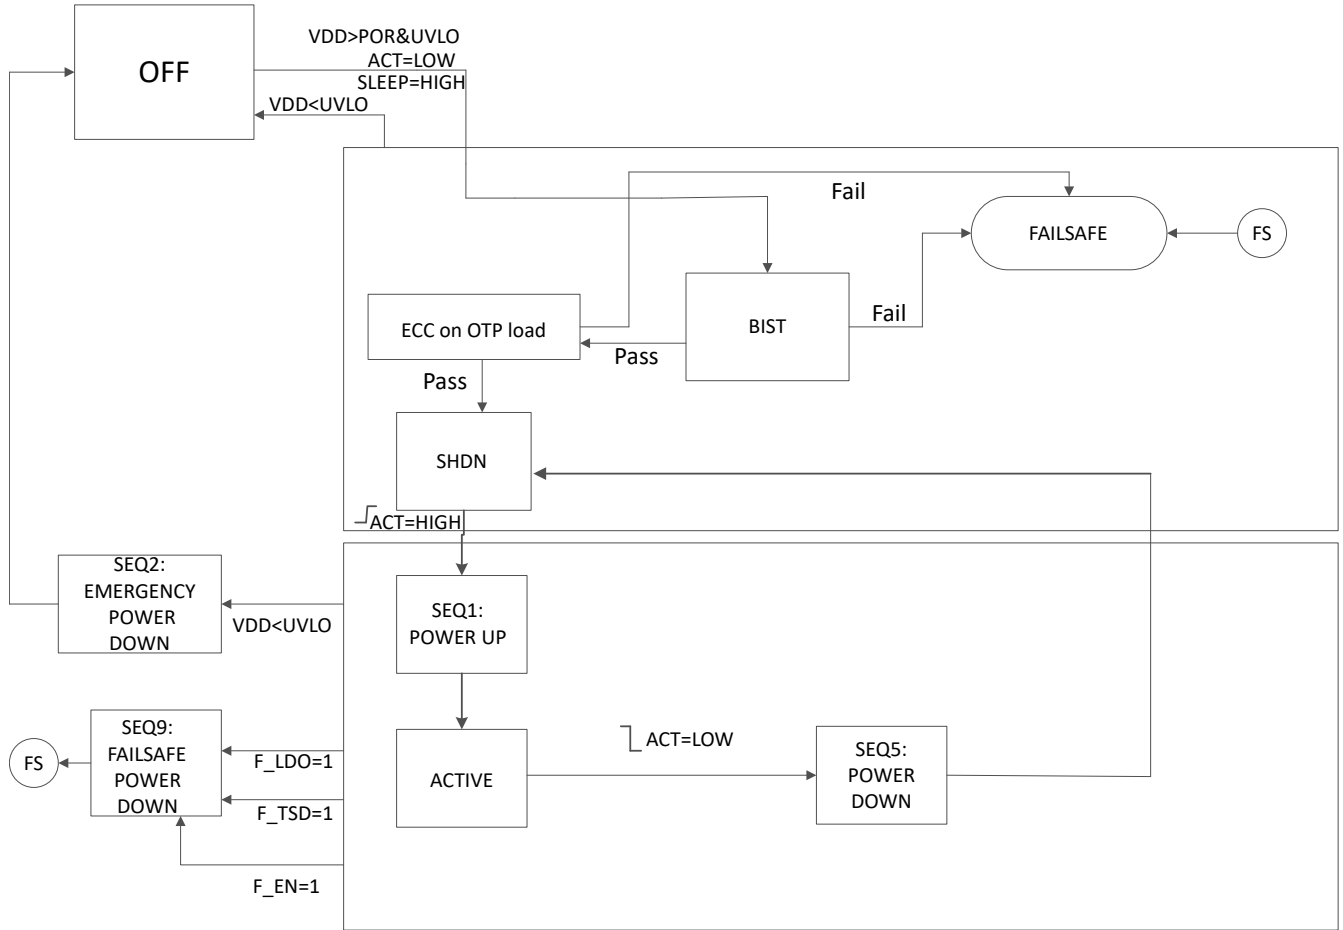 OFF
VDD>POR&UVLO
ACT=LOW
SLEEP=HIGH
VDD<UVLO
Fail
FAILSAFE
FS
BIST
Fail
ECC on OTP load
Pass
Pass
SHDN
ACT=HIGH
SEQ2:
EMERGENCY
POWER
DOWN
VDD<UVLO
SEQ1:
POWER UP
SEQ9:
FAILSAFE
POWER
DOWN
FS
F_LDO=1
F_TSD=1
F_EN=1
ACTIVE
ACT=LOW
SEQ5:
POWER
DOWN